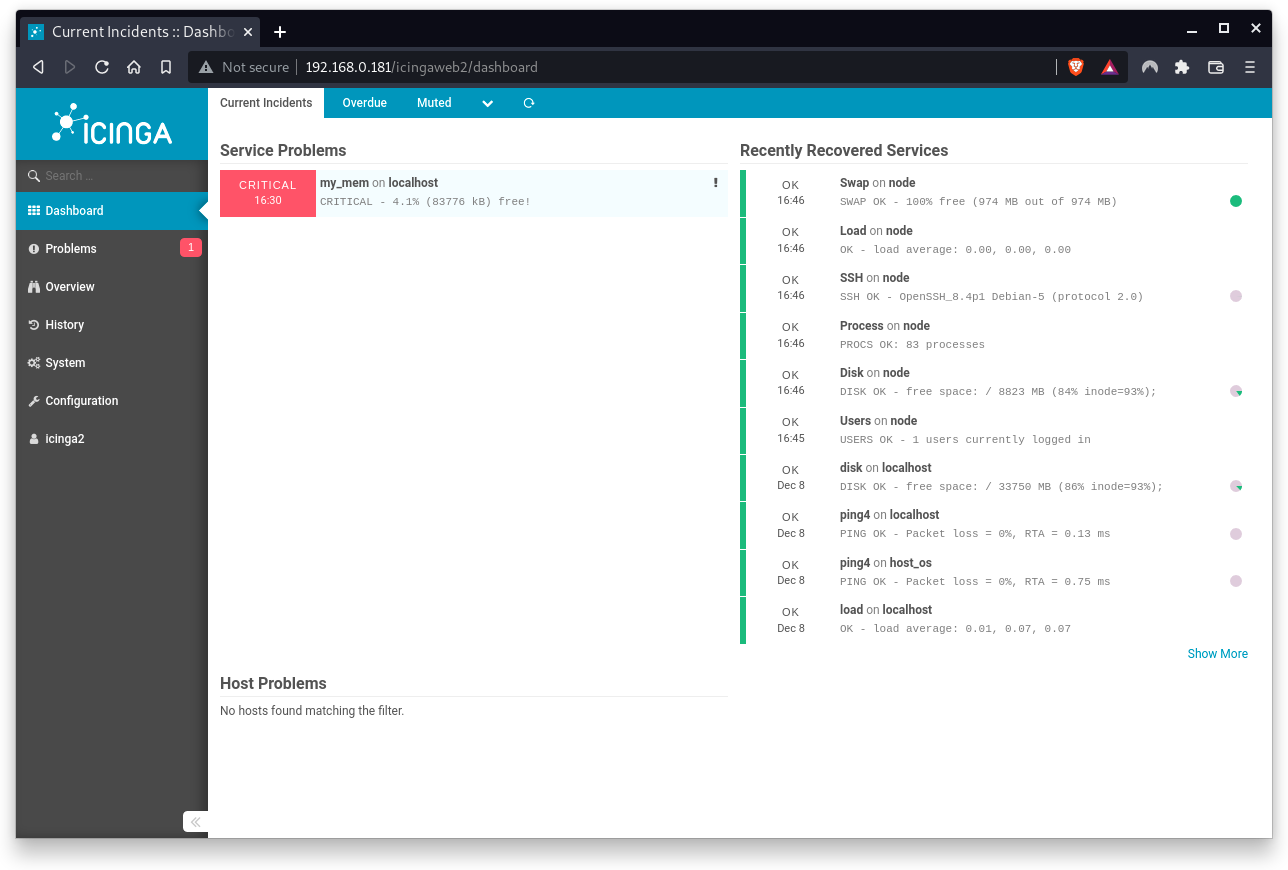 Current Incidents :: Dashbo
Not secure 192.168.0.181/icingaweb2/dashboard
icinga
Current Incidents Overdue Muted
Search …
Dashboard
Problems 1
Overview
History
System
Configuration
icinga2
Service Problems
CRITICAL
16:30
my_mem on localhost
CRITICAL - 4.1% (83776 kB) free!
Host Problems
No hosts found matching the filter.
Recently Recovered Services
OK
16:46
Swap on node
SWAP OK - 100% free (974 MB out of 974 MB)
OK
16:46
Load on node
OK - load average: 0.00, 0.00, 0.00
OK
16:46
SSH on node
SSH OK - OpenSSH_8.4p1 Debian-5 (protocol 2.0)
OK
16:46
Process on node
PROCS OK: 83 processes
OK
16:46
Disk on node
DISK OK - free space: / 8823 MB (84% inode=93%);
OK
16:45
Users on node
USERS OK - 1 users currently logged in
OK
Dec 8
disk on localhost
DISK OK - free space: / 33750 MB (86% inode=93%);
OK
Dec 8
ping4 on localhost
PING OK - Packet loss = 0%, RTA = 0.13 ms
OK
Dec 8
ping4 on host_os
PING OK - Packet loss = 0%, RTA = 0.75 ms
OK
Dec 8
load on localhost
OK - load average: 0.01, 0.07, 0.07
Show More